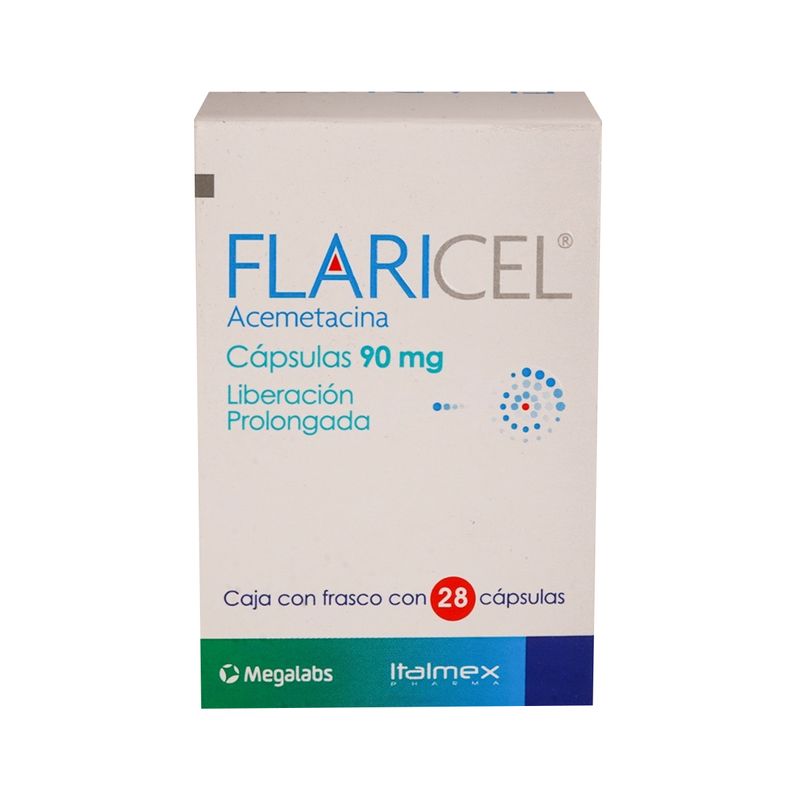 FLARICEL®
Acemetacina
Cápsulas 90 mg
Liberación
Prolongada
Caja con frasco con 28 cápsulas
Megalabs
Italmex
PHARMA